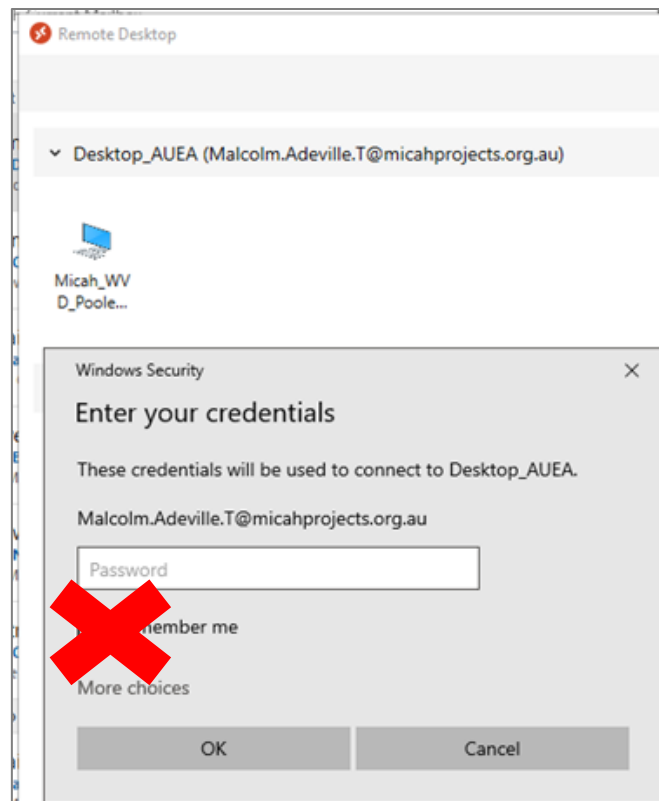 Remote Desktop
Desktop_AUEA (Malcolm.Adeville.T@micahprojects.org.au)
Micah_WV
D_Poole...
Windows Security
Enter your credentials
These credentials will be used to connect to Desktop_AUEA.
Malcolm.Adeville.T@micahprojects.org.au
Password
member me
More choices
OK
Cancel